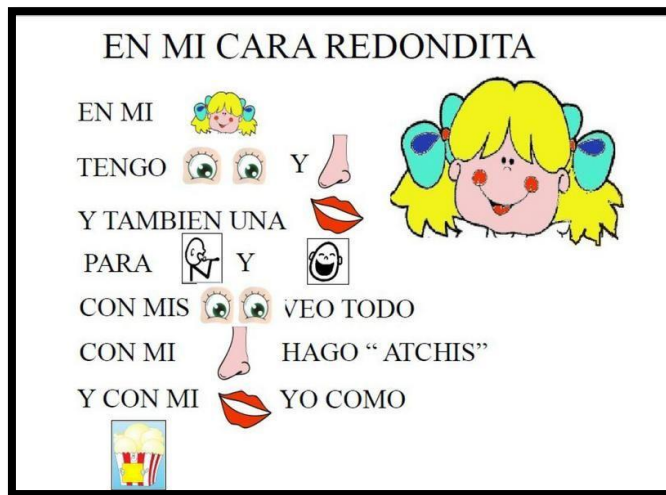 EN MI CARA REDONDITA
EN MI
TENGO Y
Y TAMBIEN UNA
PARA Y
CON MIS VEO TODO
CON MI HAGO “ ATCHIS”
Y CON MI YO COMO